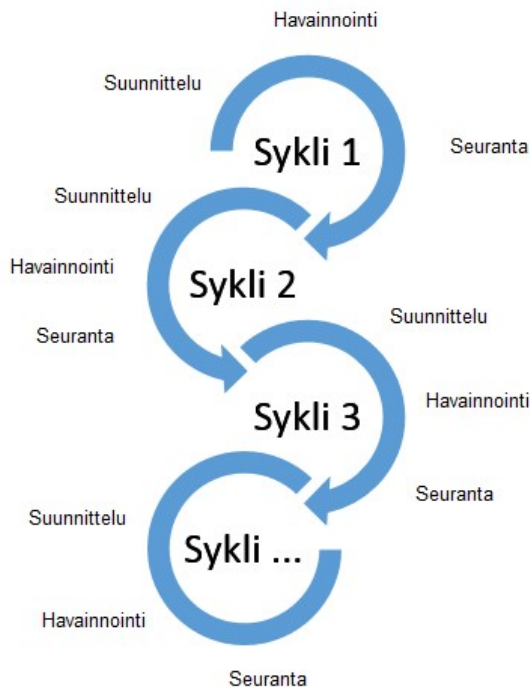 Havainnointi
Suunnittelu
Sykli 1
Seuranta
Suunnittelu
Havainnointi
Sykli 2
Seuranta
Suunnittelu
Havainnointi
Sykli 3
Seuranta
Suunnittelu
Sykli ...
Havainnointi
Seuranta